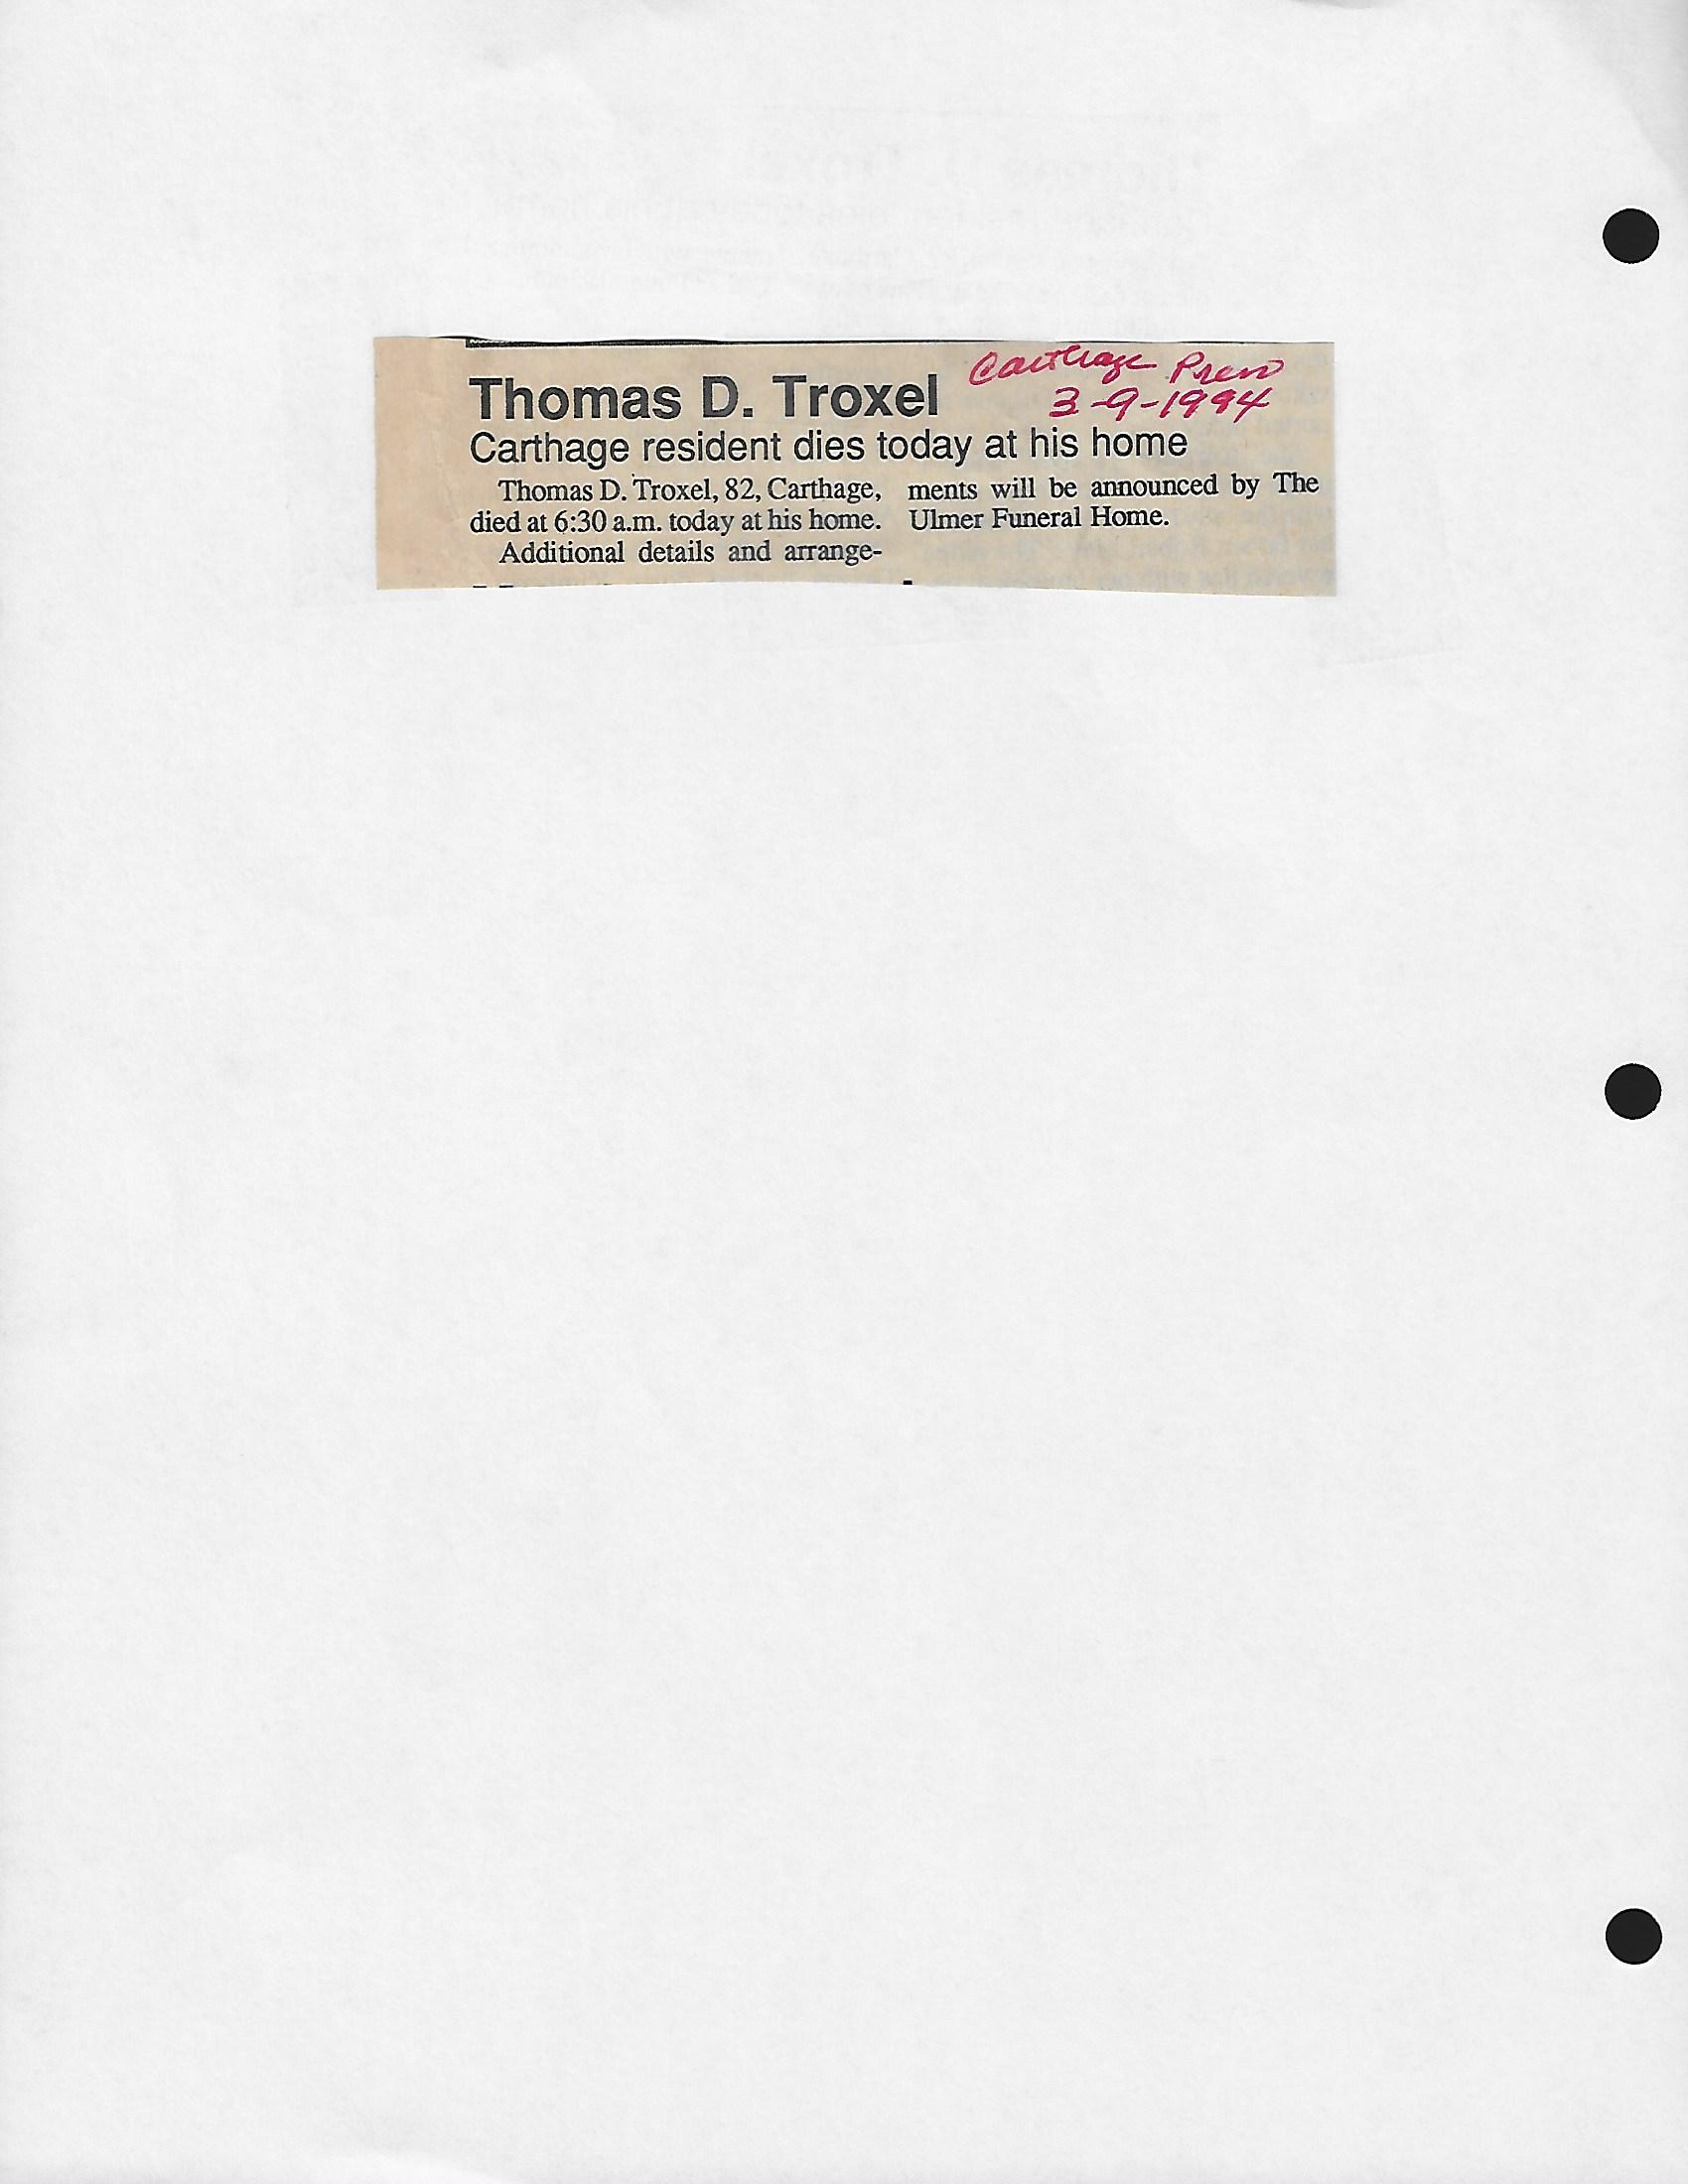 Carthage Press
3-9-1994
Thomas D. Troxel
Carthage resident dies today at his home
Thomas D. Troxel, 82, Carthage,
died at 6:30 a.m. today at his home.
Additional details and arrange-
ments will be announced by The
Ulmer Funeral Home.